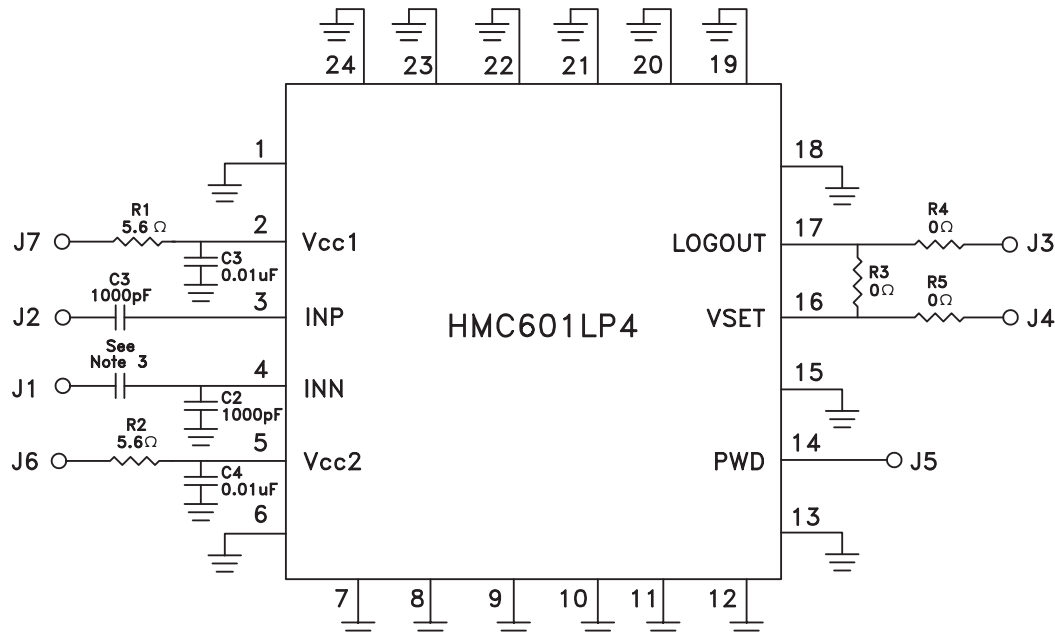 24 23 22 21 20 19
1 18
R1 R4
5.6 Ω 2 17 0Ω
J7 Vcc1 LOGOUT J3
C3 R3
0.01uF 0Ω
C3 R5
1000pF 3 16 0Ω
J2 INP VSET J4
HMC601LP4
See
Note 3 4 15
J1 INN
C2
1000pF
R2
5.6Ω 5 14
J6 Vcc2 PWD J5
C4
0.01uF
6 13
7 8 9 10 11 12